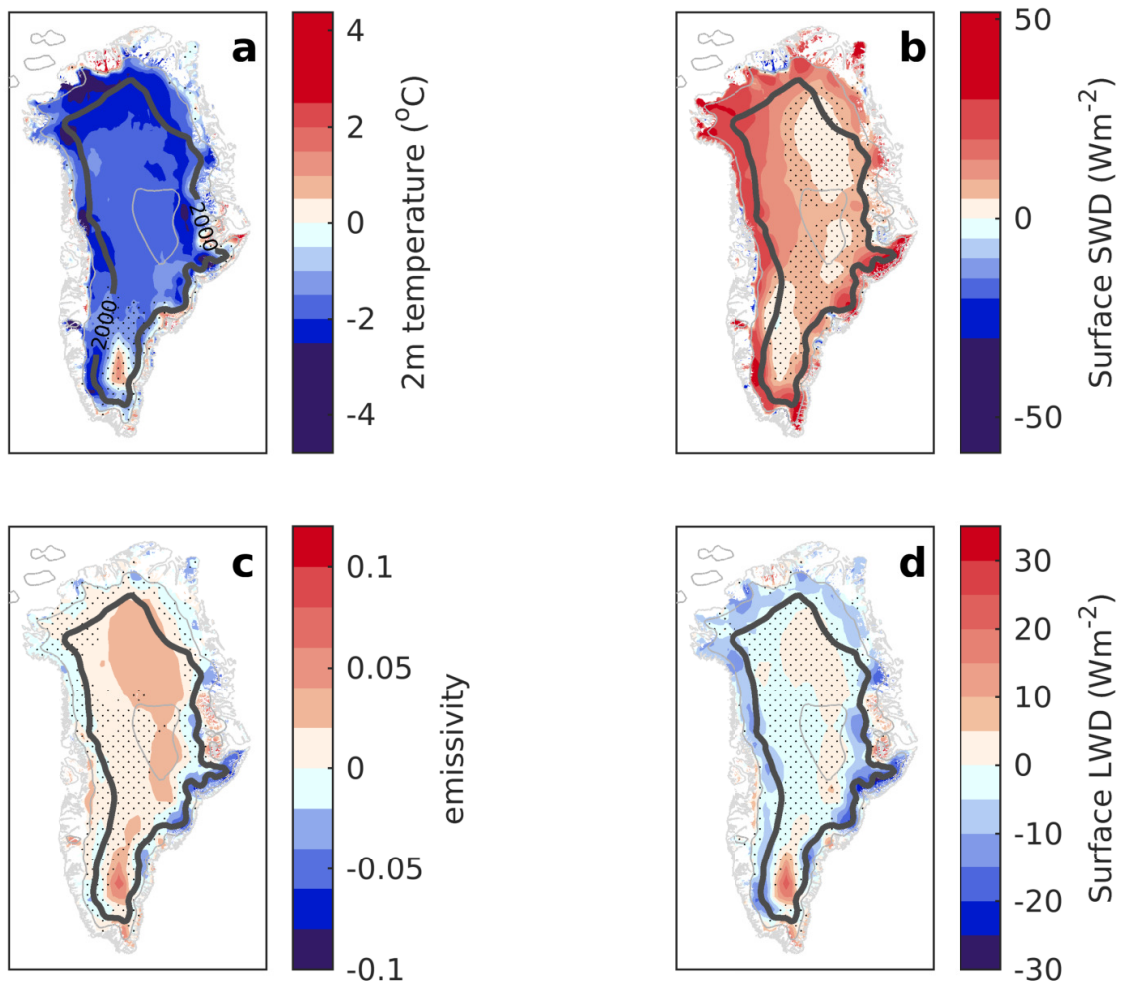 a
4
2
0
-2
-4
2m temperature (°C)
2000
2000
b
50
0
-50
Surface SWD (Wm⁻²)
c
0.1
0.05
0
-0.05
-0.1
emissivity
d
30
20
10
0
-10
-20
-30
Surface LWD (Wm⁻²)